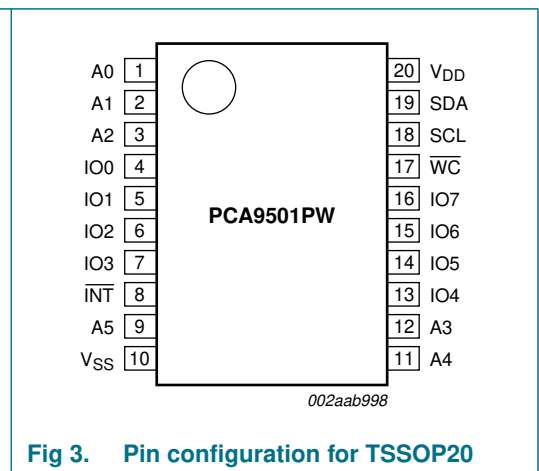 A0 1
A1 2
A2 3
IO0 4
IO1 5
IO2 6
IO3 7
I̅N̅T̅ 8
A5 9
VSS 10
PCA9501PW
20 VDD
19 SDA
18 SCL
17 W̅C̅
16 IO7
15 IO6
14 IO5
13 IO4
12 A3
11 A4
002aab998
Fig 3. Pin configuration for TSSOP20